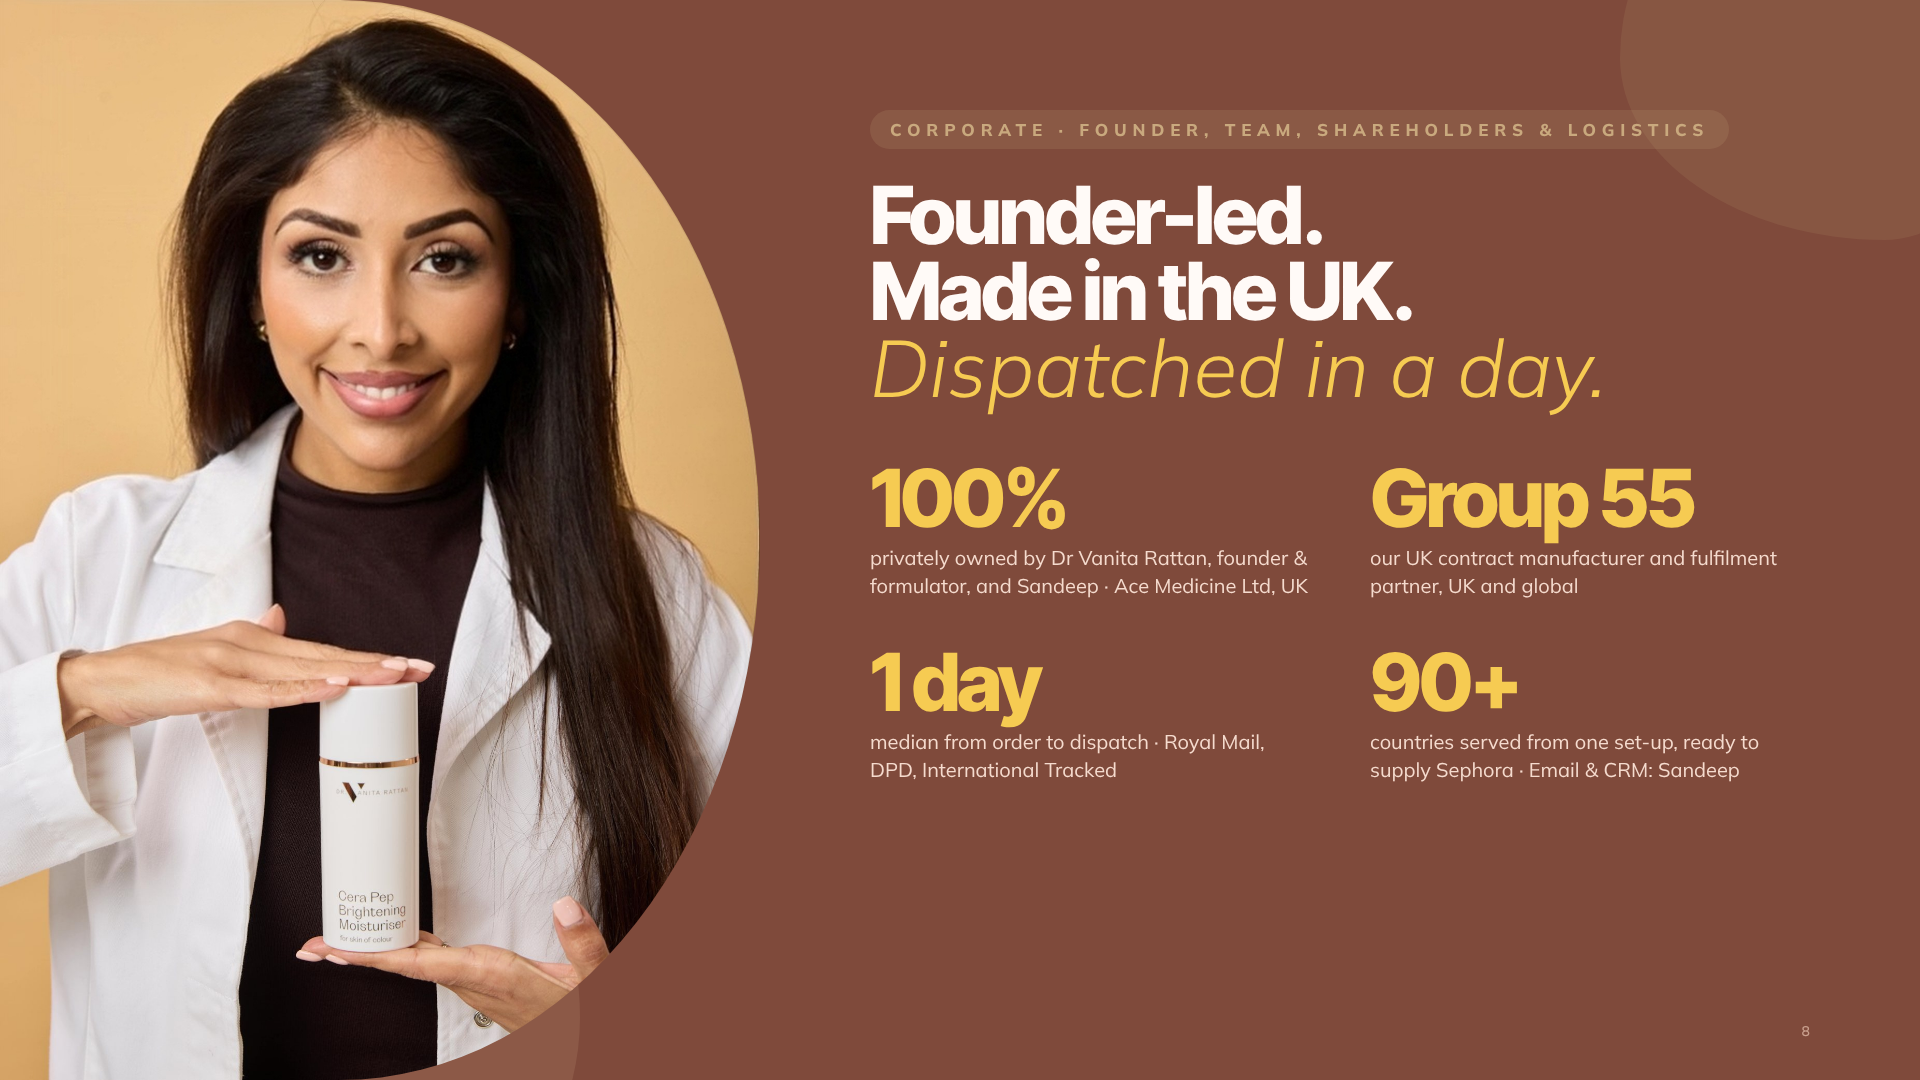 CORPORATE · FOUNDER, TEAM, SHAREHOLDERS & LOGISTICS
Founder-led.
Made in the UK.
Dispatched in a day.
100%
privately owned by Dr Vanita Rattan, founder &
formulator, and Sandeep · Ace Medicine Ltd, UK
Group 55
our UK contract manufacturer and fulfilment
partner, UK and global
1 day
median from order to dispatch · Royal Mail,
DPD, International Tracked
90+
countries served from one set-up, ready to
supply Sephora · Email & CRM: Sandeep
DR VANITA RATTAN
Cera Pep
Brightening
Moisturiser
for skin of colour
8